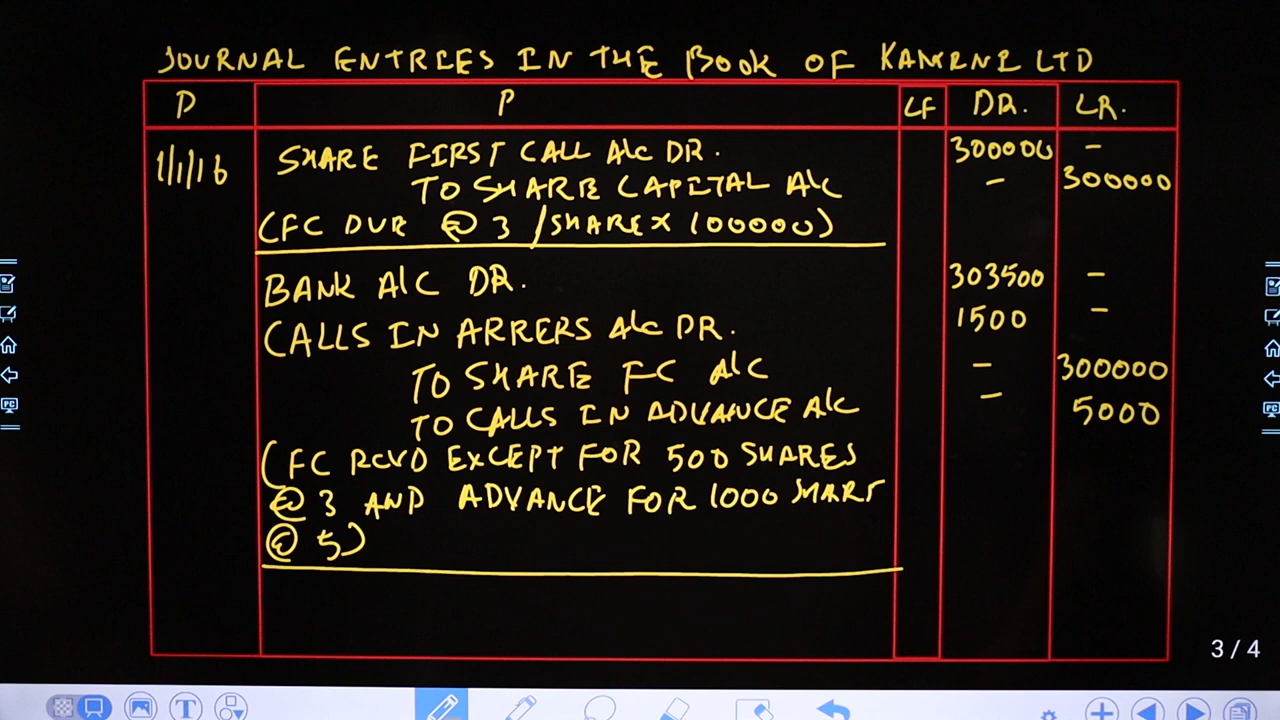 JOURNAL ENTRIES IN THE BOOK OF KAMINI LTD
D P LF DR. CR.
1/1/16 SHARE FIRST CALL A/C DR. 300000 -
TO SHARE CAPITAL A/C - 300000
(FC DUE @ 3 /SHARE X 100000)
BANK A/C DR. 303500 -
CALLS IN ARRERS A/C DR. 1500 -
TO SHARE FC A/C - 300000
TO CALLS IN ADVANCE A/C - 5000
(FC RCVD EXCEPT FOR 500 SHARES
@ 3 AND ADVANCE FOR 1000 SHARE
@ 5)
3 / 4